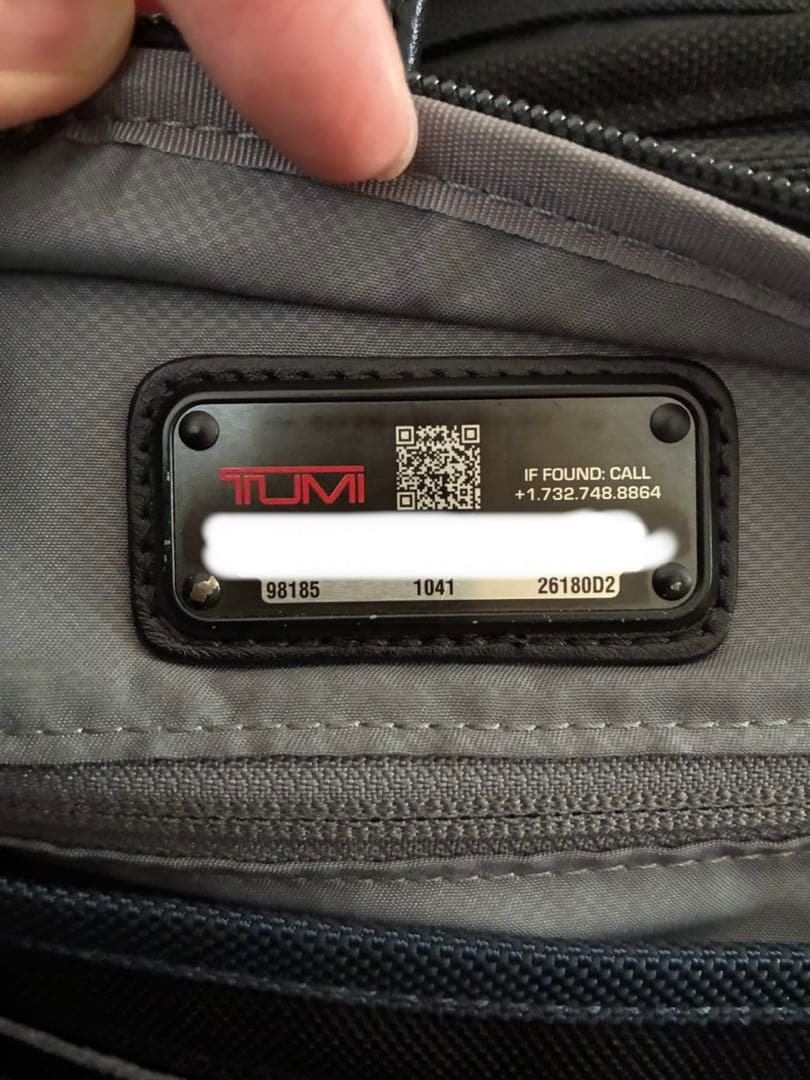 TUMI
IF FOUND: CALL
+1.732.748.8864
98185 1041 26180D2